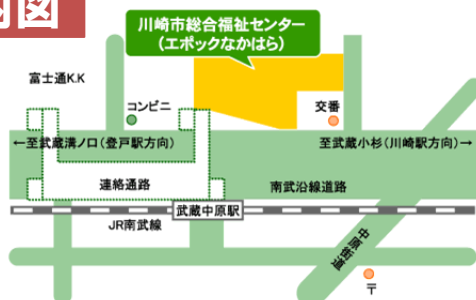 内図
川崎市総合福祉センター
(エポックなかはら)
富士通K.K
コンビニ
交番
←至武蔵溝ノ口(登戸駅方向)
至武蔵小杉(川崎駅方向)→
連絡通路
南武沿線道路
武蔵中原駅
JR南武線
中原街道
〒